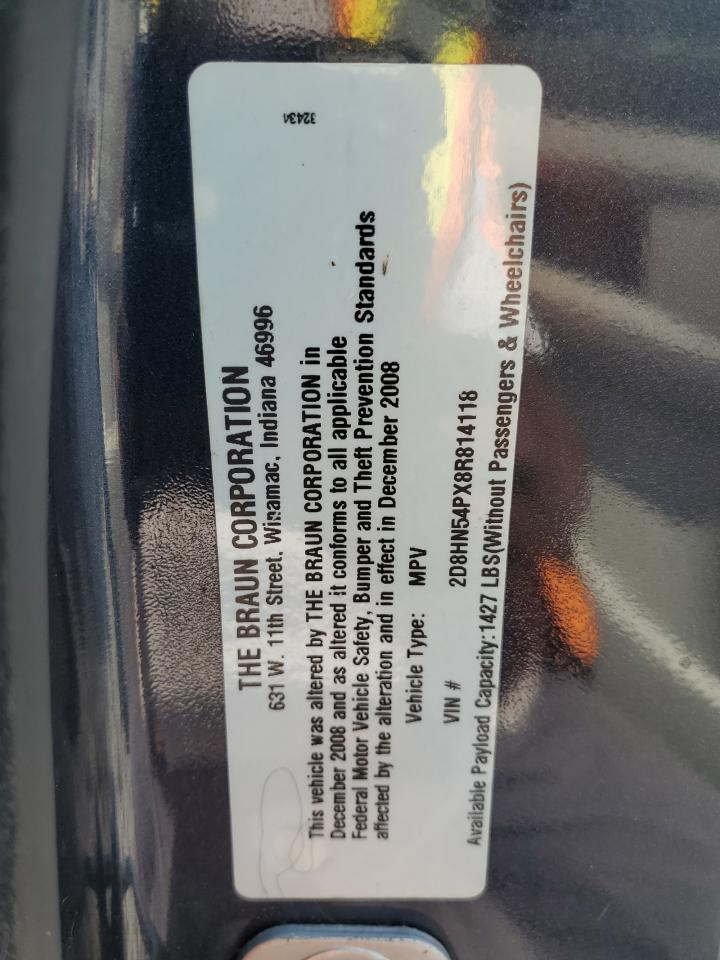 THE BRAUN CORPORATION
631 W. 11th Street, Winamac, Indiana 46996
This vehicle was altered by THE BRAUN CORPORATION in
December 2008 and as altered it conforms to all applicable
Federal Motor Vehicle Safety, Bumper and Theft Prevention Standards
affected by the alteration and in effect in December 2008
Vehicle Type: MPV
VIN # 2D8HN54PX8R814118
Available Payload Capacity:1427 LBS(Without Passengers & Wheelchairs)